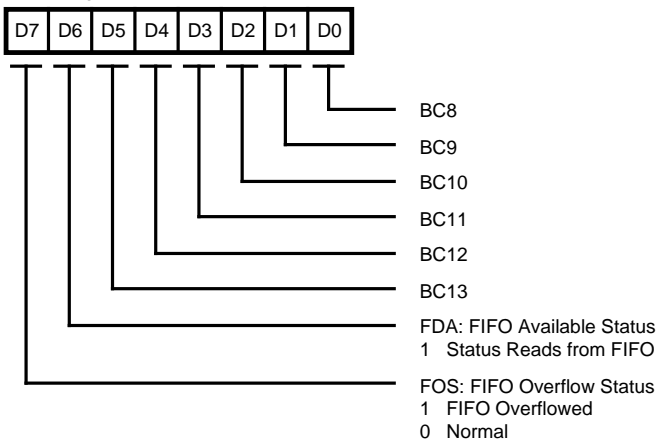 D7 D6 D5 D4 D3 D2 D1 D0
BC8
BC9
BC10
BC11
BC12
BC13
FDA: FIFO Available Status
1 Status Reads from FIFO
FOS: FIFO Overflow Status
1 FIFO Overflowed
0 Normal